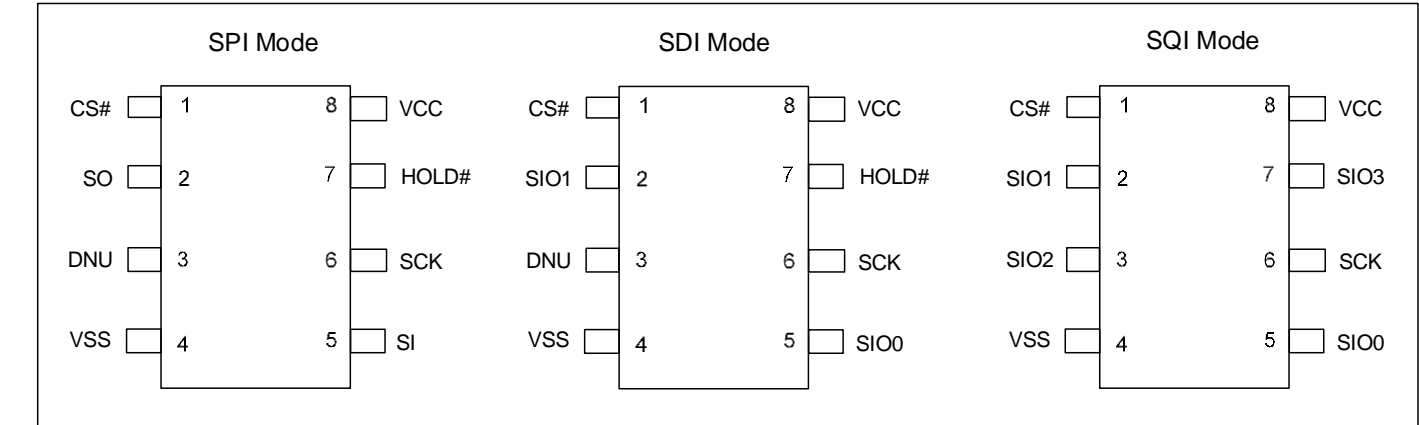 SPI Mode
CS# 1 8 VCC
SO 2 7 HOLD#
DNU 3 6 SCK
VSS 4 5 SI
SDI Mode
CS# 1 8 VCC
SIO1 2 7 HOLD#
DNU 3 6 SCK
VSS 4 5 SIO0
SQI Mode
CS# 1 8 VCC
SIO1 2 7 SIO3
SIO2 3 6 SCK
VSS 4 5 SIO0